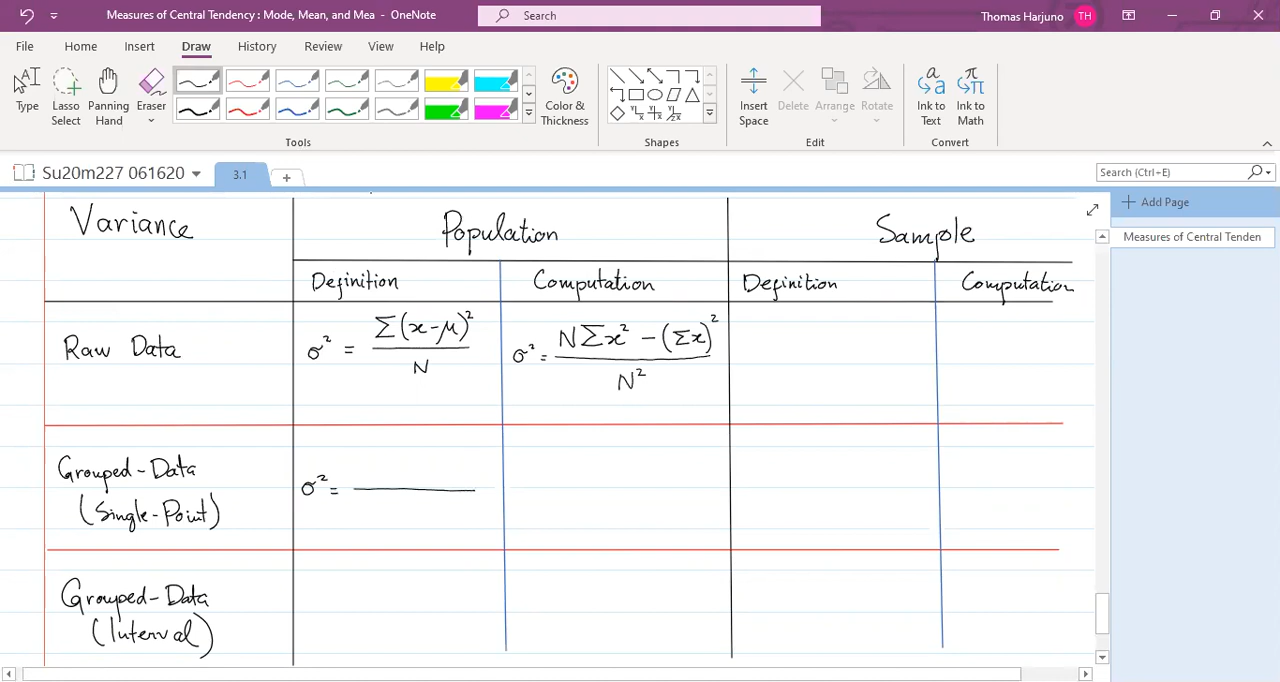 Measures of Central Tendency : Mode, Mean, and Mea - OneNote
Search
Thomas Harjuno TH
File Home Insert Draw History Review View Help
Type
Lasso Select
Panning Hand
Eraser
Color & Thickness
Insert Space
Delete
Arrange
Rotate
Ink to Text
Ink to Math
Tools
Shapes
Edit
Convert
Su20m227 061620
3.1
Search (Ctrl+E)
Add Page
Measures of Central Tenden
Variance
Population
Sample
Definition
Computation
Definition
Computation
Raw Data
σ² = Σ(x-μ)² / N
σ² = NΣx² - (Σx)² / N²
Grouped-Data
(Single-Point)
σ² =
Grouped-Data
(Interval)